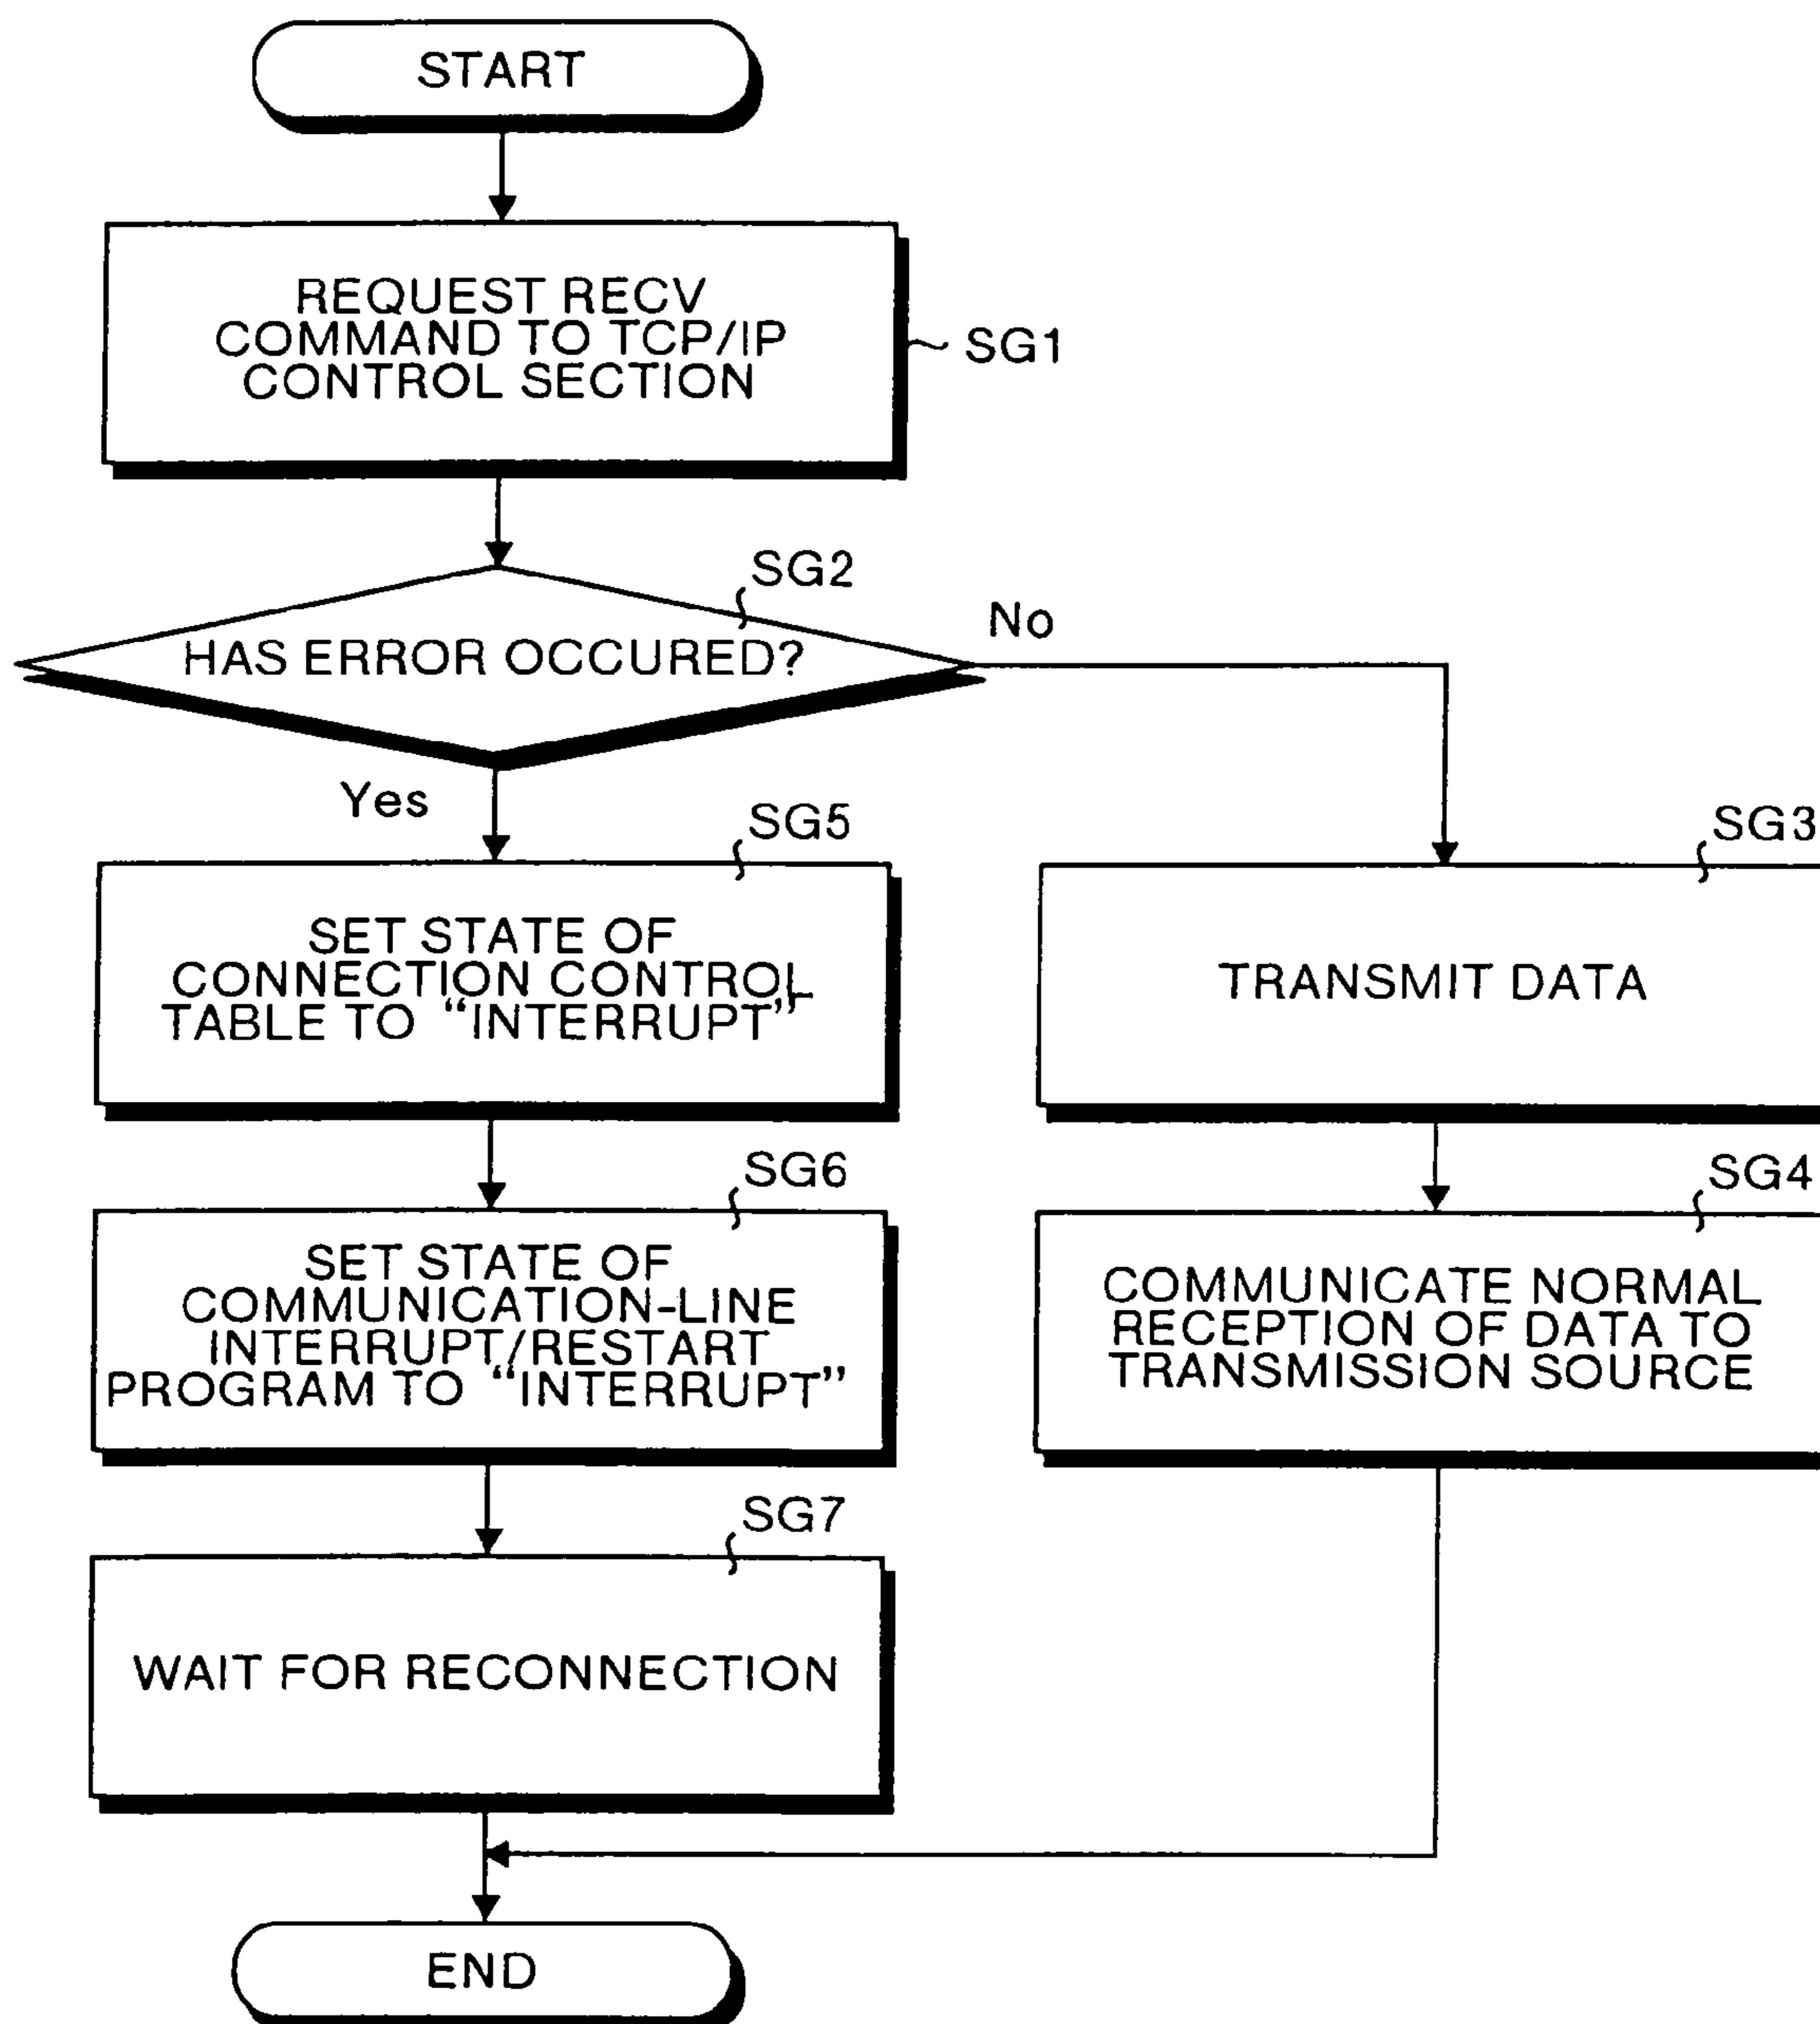 START
REQUEST RECV
COMMAND TO TCP/IP
CONTROL SECTION
SG1
SG2
HAS ERROR OCCURED?
No
Yes
SG5
SET STATE OF
CONNECTION CONTROL
TABLE TO "INTERRUPT"
SG3
TRANSMIT DATA
SG6
SET STATE OF
COMMUNICATION-LINE
INTERRUPT/RESTART
PROGRAM TO "INTERRUPT"
SG4
COMMUNICATE NORMAL
RECEPTION OF DATA TO
TRANSMISSION SOURCE
SG7
WAIT FOR RECONNECTION
END